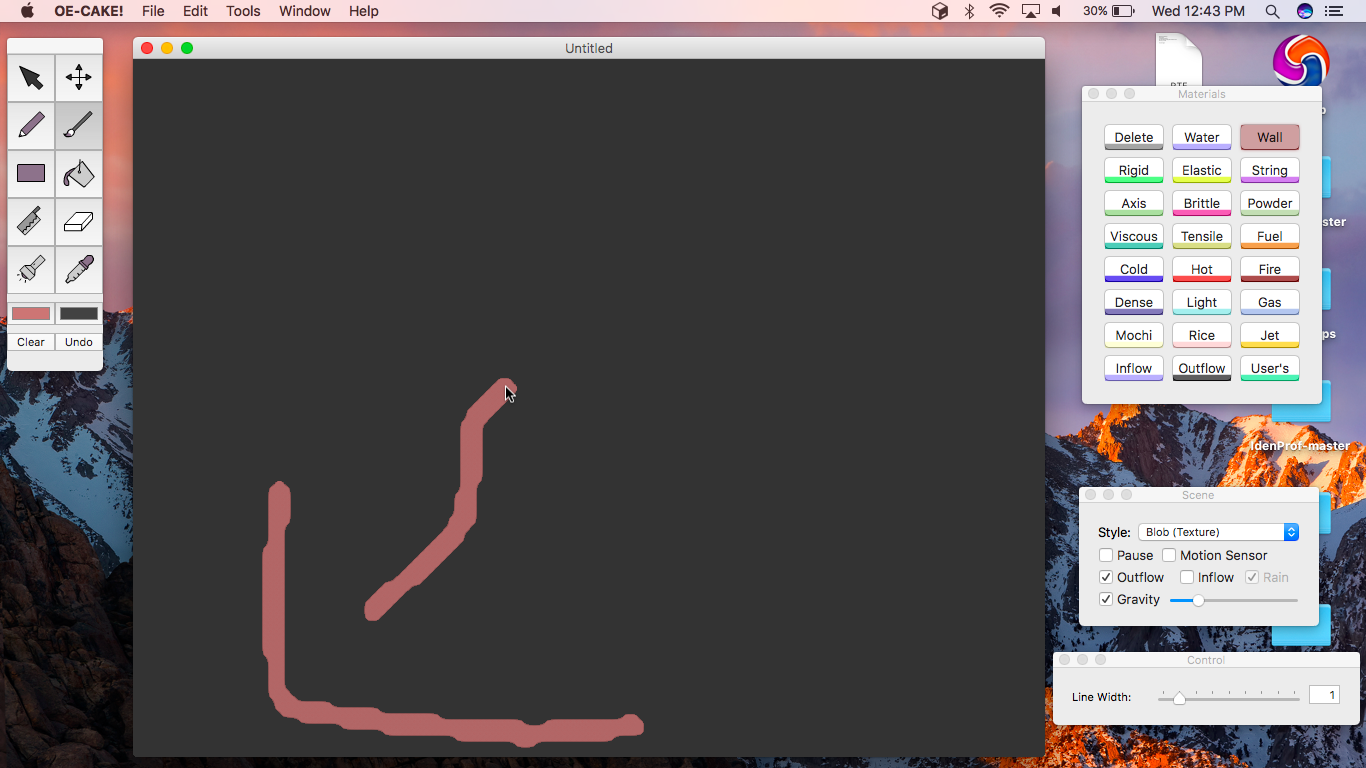 OE-CAKE! File Edit Tools Window Help 30% Wed 12:43 PM
Untitled
Clear Undo
Materials
Delete Water Wall
Rigid Elastic String
Axis Brittle Powder
Viscous Tensile Fuel
Cold Hot Fire
Dense Light Gas
Mochi Rice Jet
Inflow Outflow User's
ster
ps
IdenProf-master
Scene
Style: Blob (Texture)
Pause Motion Sensor
Outflow Inflow Rain
Gravity
Control
Line Width: 1